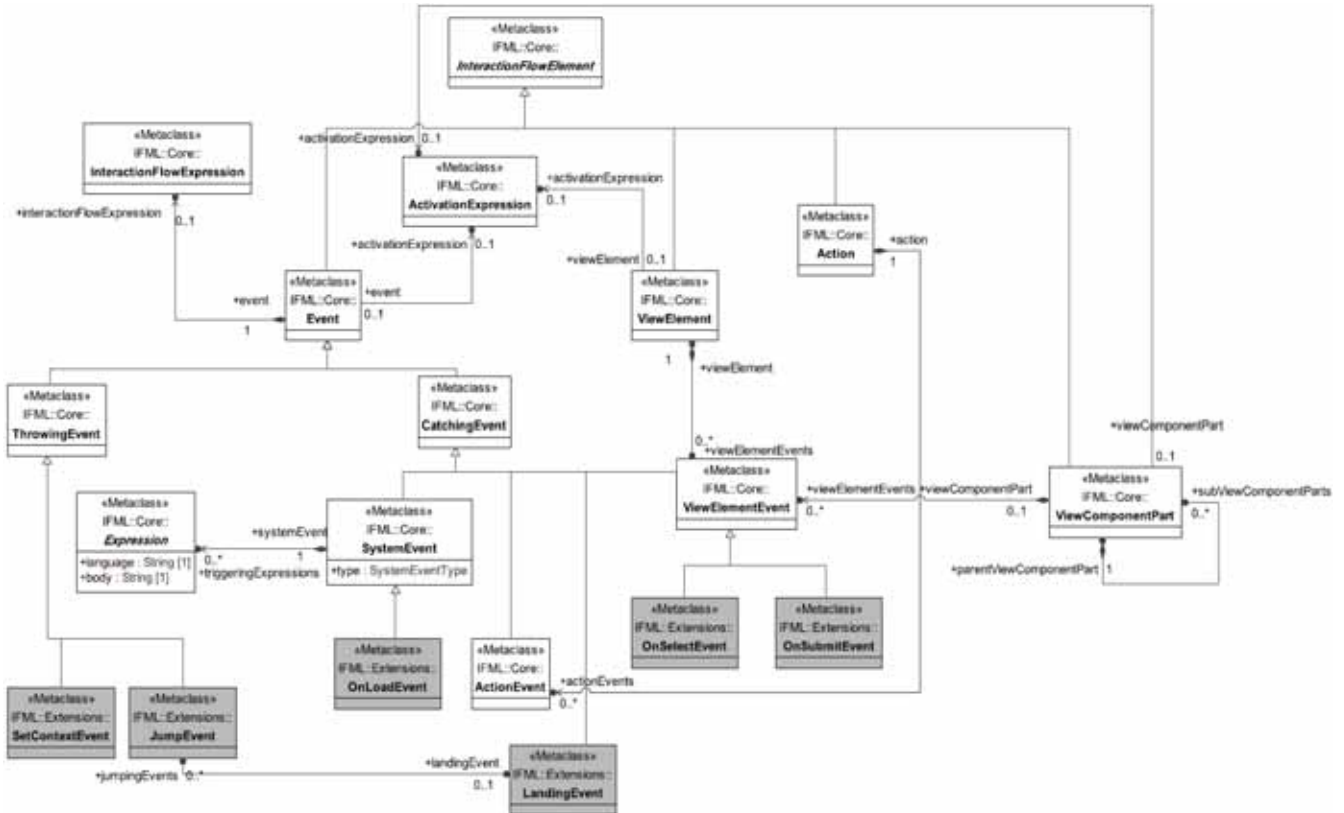 «Metaclass»
IFML::Core::
InteractionFlowElement
«Metaclass»
IFML::Core::
InteractionFlowExpression
+activationExpression 0..1
«Metaclass»
IFML::Core::
ActivationExpression
+activationExpression
0..1
+interactionFlowExpression
0..1
+activationExpression
0..1
«Metaclass»
IFML::Core::
Action
+action
1
+viewElement
0..1
«Metaclass»
IFML::Core::
Event
+event
1
+event
0..1
«Metaclass»
IFML::Core::
ViewElement
1
+viewElement
«Metaclass»
IFML::Core::
ThrowingEvent
«Metaclass»
IFML::Core::
CatchingEvent
+viewComponentPart
0..1
0..*
+viewElementEvents
«Metaclass»
IFML::Core::
ViewElementEvent
+viewElementEvents
0..*
+viewComponentPart
0..1
«Metaclass»
IFML::Core::
ViewComponentPart
+subViewComponentParts
0..*
+parentViewComponentPart
1
«Metaclass»
IFML::Core::
Expression
+language : String [1]
+body : String [1]
0..*
+triggeringExpressions
+systemEvent
1
«Metaclass»
IFML::Core::
SystemEvent
+type : SystemEventType
«Metaclass»
IFML::Extensions::
OnSelectEvent
«Metaclass»
IFML::Extensions::
OnSubmitEvent
«Metaclass»
IFML::Extensions::
OnLoadEvent
«Metaclass»
IFML::Core::
ActionEvent
+actionEvents
0..*
«Metaclass»
IFML::Extensions::
SetContextEvent
«Metaclass»
IFML::Extensions::
JumpEvent
+jumpingEvents
0..*
+landingEvent
0..1
«Metaclass»
IFML::Extensions::
LandingEvent